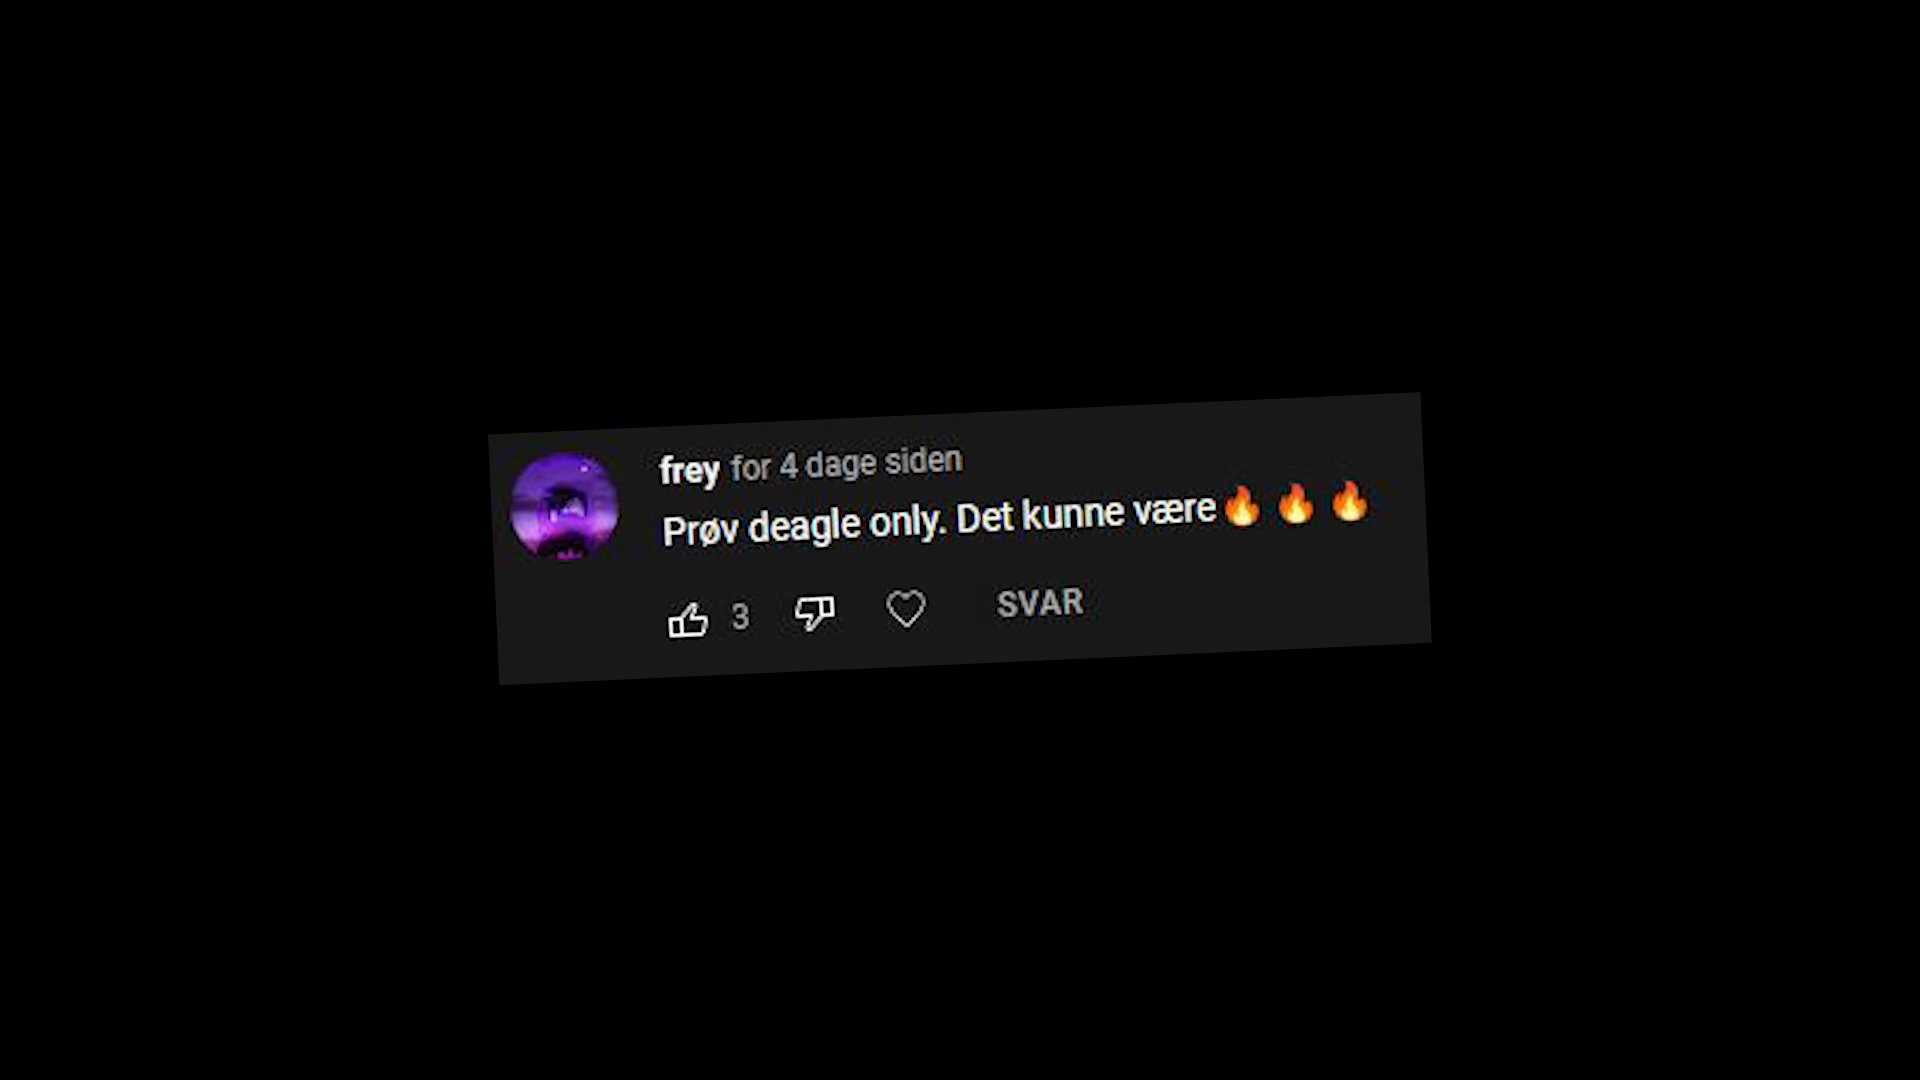 frey for 4 dage siden
Prøv deagle only. Det kunne være🔥 🔥 🔥
3 SVAR